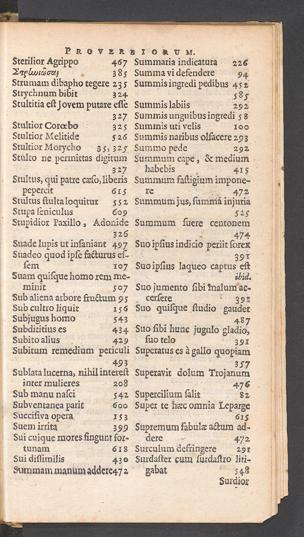 PROVERBIORUM.
Sterilior Agrippo 467
Σπληνιῶσαι 385
Strumam dibapho tegere 235
Strychnum bibit 324
Stultitia est Jovem putare esse
327
Stultior Corœbo 325
Stultior Melitide 526
Stultior Morycho 35, 325
Stulto ne permittas digitum
327
Stultus, qui patre cæso, liberis
pepercit 615
Stultus stulta loquitur 552
Stupa seniculus 609
Stupidior Paxillo, Adonide
326
Suade lupis ut insaniant 497
Suadeo quod ipse facturus es-
sem 107
Suam quisque homo rem me-
minit 507
Sub aliena arbore fructum 95
Sub cultro liquit 156
Subjugus homo 543
Subdititius es 434
Subito alius 429
Subitum remedium periculi
493
Sublata lucerna, nihil interest
inter mulieres 208
Sub manu nasci 542
Subventanea parit 600
Succisiva opera 153
Suem irrita 399
Sui cuique mores fingunt for-
tunam 618
Sui dissimilis 430
Summam manum addere 472
Summaria indicatura 226
Summa vi defendere 94
Summis ingredi pedibus 452
585
Summis labiis 292
Summis unguibus ingredi 58
Summis uti velis 100
Summis naribus olfacere 293
Summo pede 292
Summum cape, & medium
habebis 415
Summum fastigium impone-
re 472
Summum jus, summa injuria
525
Summum suere centonem
474
Suo ipsius indicio periit sorex
391
Suo ipsius laqueo captus est
ibid.
Suo jumento sibi malum ac-
cersere 392
Suo quisque studio gaudet
487
Suo sibi hunc jugulo gladio,
suo telo 391
Superatus es à gallo quopiam
357
Superavit dolum Trojanum
476
Supercilium salit 82
Super te hæc omnia Leparge
615
Supremum fabulæ actum ad-
dere 472
Surculum defringere 291
Surdaster cum surdastro liti-
gabat 548
Surdior